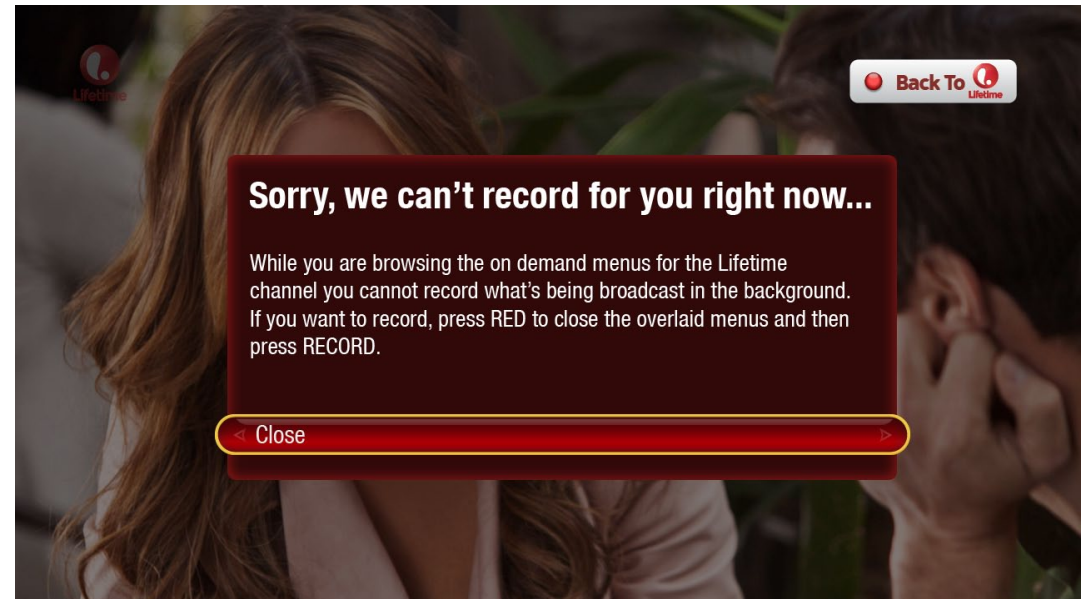 Lifetime
Back To Lifetime
Sorry, we can’t record for you right now...
While you are browsing the on demand menus for the Lifetime
channel you cannot record what’s being broadcast in the background.
If you want to record, press RED to close the overlaid menus and then
press RECORD.
Close